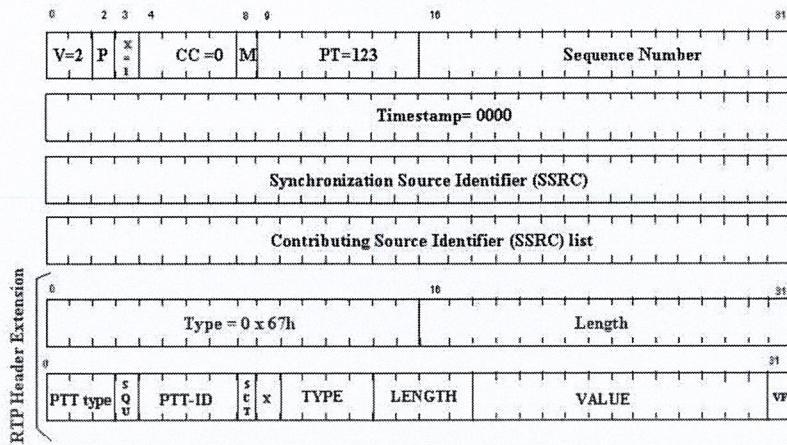 0 2 3 4 8 9 16 31
V=2 P X=1 CC =0 M PT=123 Sequence Number
Timestamp= 0000
Synchronization Source Identifier (SSRC)
Contributing Source Identifier (SSRC) list
RTP Header Extension
0 16 31
Type = 0 x 67h Length
0 31
PTT type SQU PTT-ID SCT X TYPE LENGTH VALUE VF